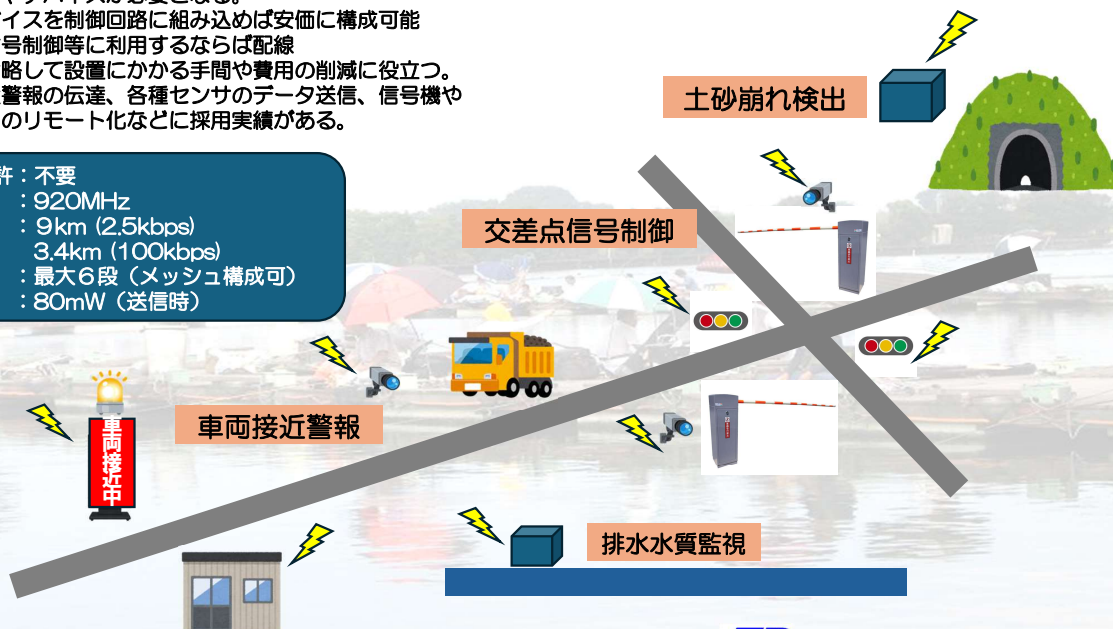 イスを制御回路に組み込めば安価に構成可能
号制御等に利用するならば配線
略して設置にかかる手間や費用の削減に役立つ。
警報の伝達、各種センサのデータ送信、信号機や
のリモート化などに採用実績がある。
許：不要
：920MHz
：9km (2.5kbps)
3.4km (100kbps)
：最大6段（メッシュ構成可）
：80mW（送信時）
土砂崩れ検出
交差点信号制御
車両接近警報
車両接近中
排水水質監視